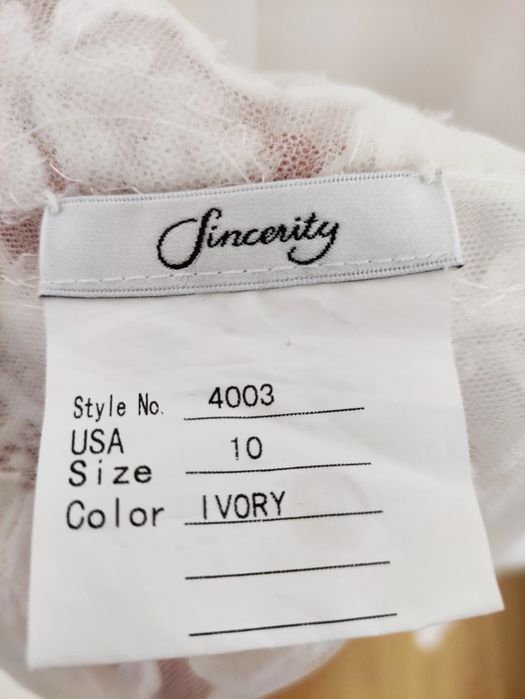 Sincerity
Style No. 4003
USA
Size 10
Color IVORY